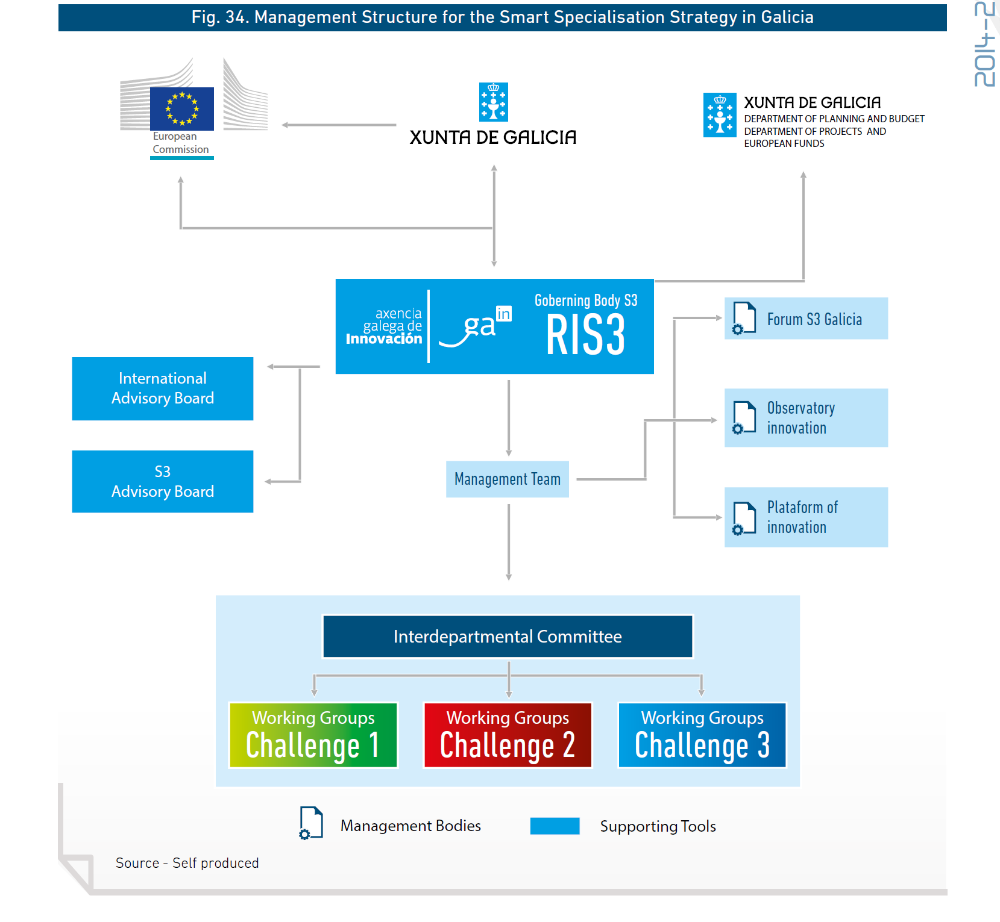 Fig. 34. Management Structure for the Smart Specialisation Strategy in Galicia
2014-2
European
Commission
XUNTA DE GALICIA
XUNTA DE GALICIA
DEPARTMENT OF PLANNING AND BUDGET
DEPARTMENT OF PROJECTS AND
EUROPEAN FUNDS
axencia
galega de
Innovación
gain
Goberning Body S3
RIS3
Forum S3 Galicia
International
Advisory Board
Observatory
innovation
S3
Advisory Board
Management Team
Plataform of
innovation
Interdepartmental Committee
Working Groups
Challenge 1
Working Groups
Challenge 2
Working Groups
Challenge 3
Management Bodies
Supporting Tools
Source - Self produced